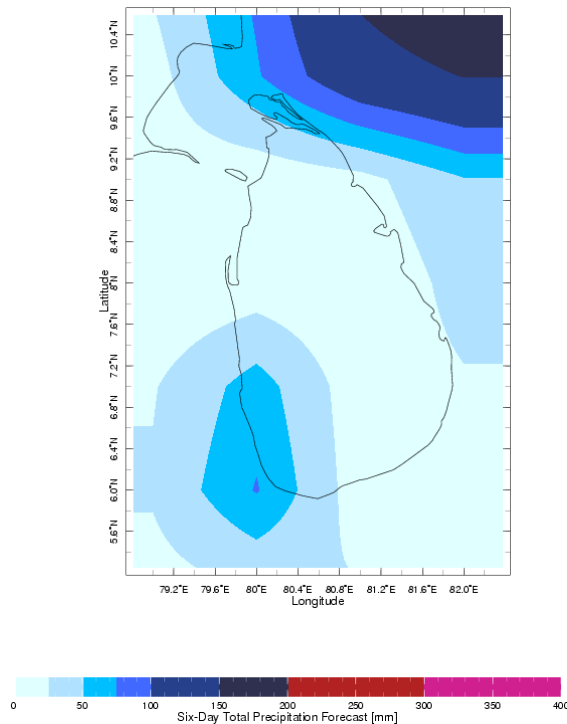 10.4°N
10°N
9.6°N
9.2°N
8.8°N
8.4°N
8°N
7.6°N
7.2°N
6.8°N
6.4°N
6.0°N
5.6°N
Latitude
79.2°E 79.6°E 80°E 80.4°E 80.8°E 81.2°E 81.6°E 82.0°E
Longitude
0 50 100 150 200 250 300 350 400
Six-Day Total Precipitation Forecast [mm]